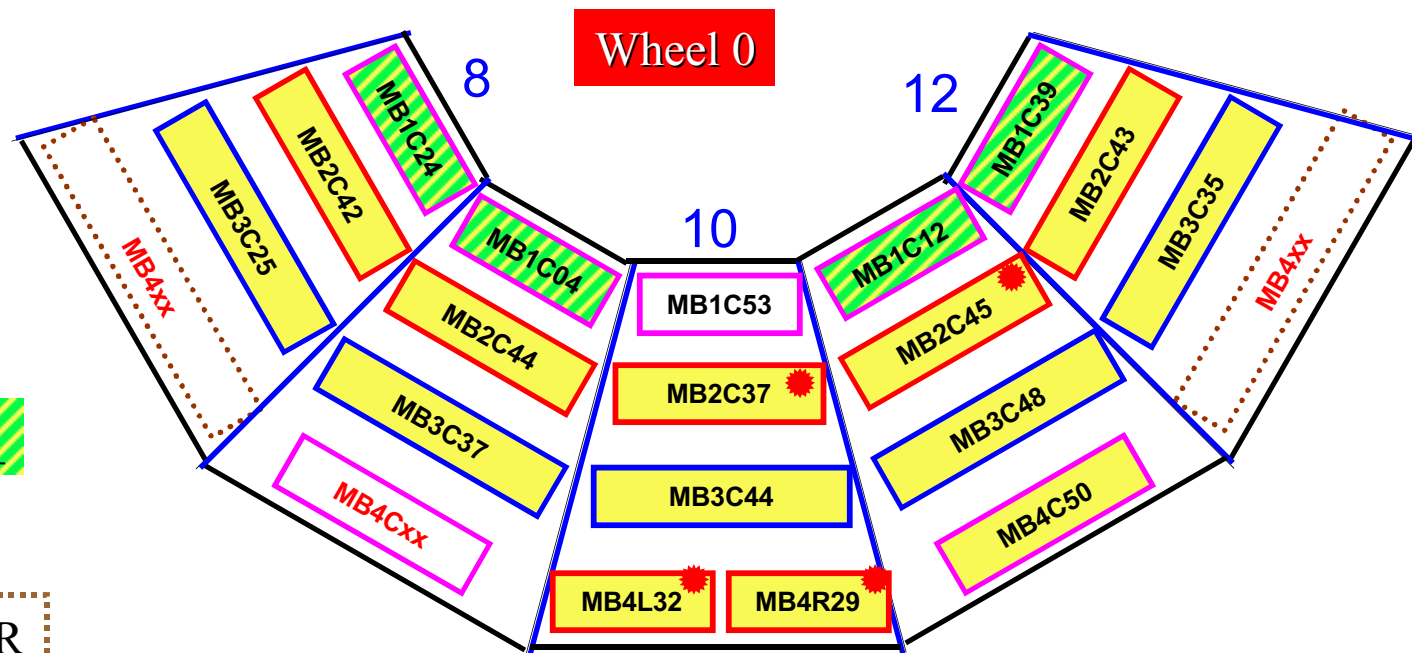 Wheel 0
8
12
10
MB1C24
MB2C42
MB3C25
MB4xx
MB1C04
MB2C44
MB3C37
MB4Cxx
MB1C53
MB2C37
MB3C44
MB4L32
MB4R29
MB1C12
MB2C45
MB3C48
MB4C50
MB1C39
MB2C43
MB3C35
MB4xx
R